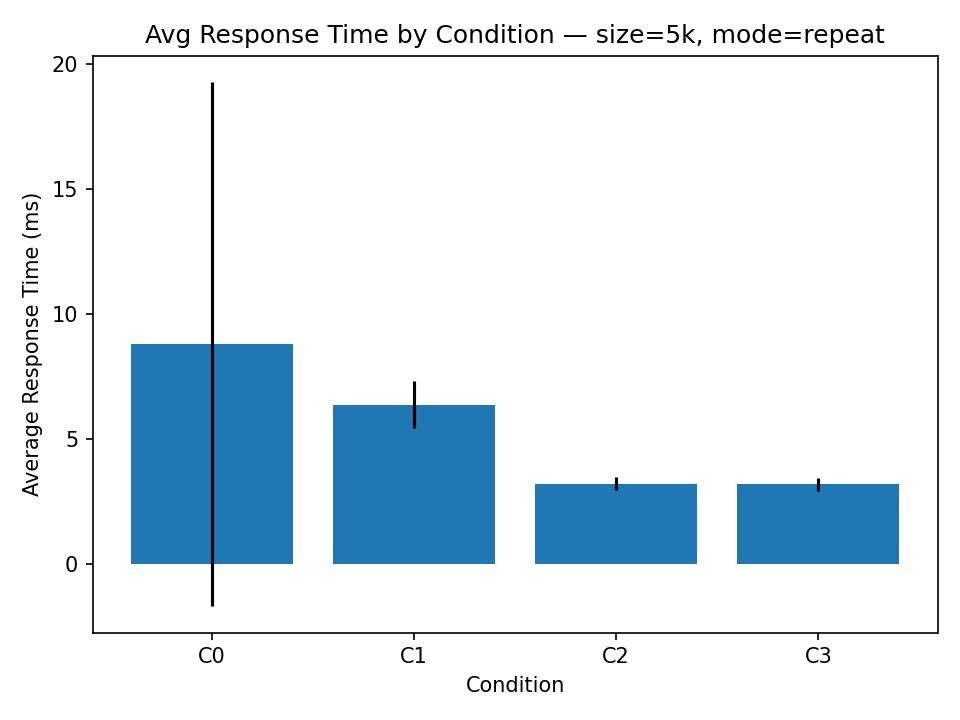 Avg Response Time by Condition — size=5k, mode=repeat
Average Response Time (ms)
20
15
10
5
0
C0 C1 C2 C3
Condition